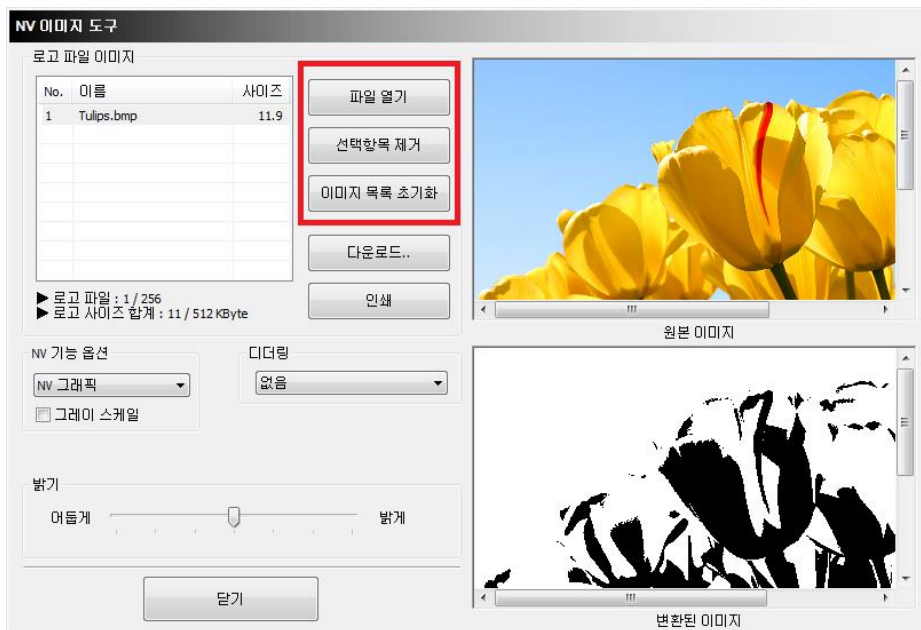 NV 이미지 도구
로고 파일 이미지
No. 이름 사이즈
1 Tulips.bmp 11.9
파일 열기
선택항목 제거
이미지 목록 초기화
다운로드..
인쇄
▶ 로고 파일 : 1 / 256
▶ 로고 사이즈 합계 : 11 / 512 KByte
원본 이미지
NV 기능 옵션
NV 그래픽
그레이 스케일
디더링
없음
밝기
어둡게 밝게
닫기
변환된 이미지